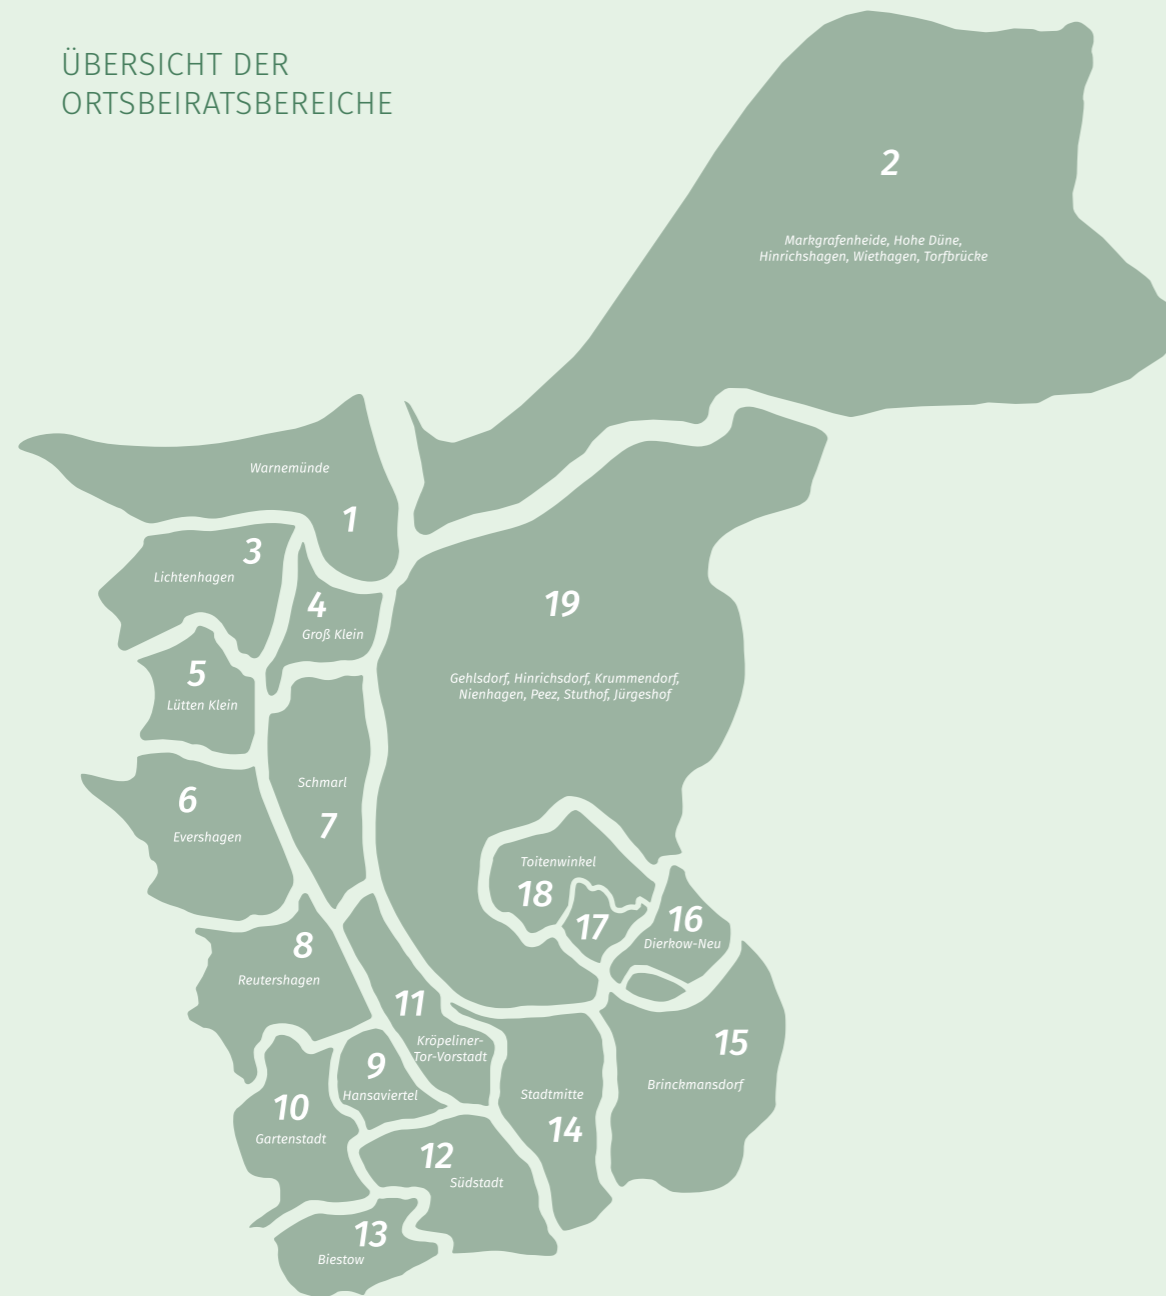 ÜBERSICHT DER
ORTSBEIRATSBEREICHE
2
Markgrafenheide, Hohe Düne,
Hinrichshagen, Wiethagen, Torfbrücke
Warnemünde
1
3
Lichtenhagen
4
Groß Klein
19
Gehlsdorf, Hinrichsdorf, Krummendorf,
Nienhagen, Peez, Stuthof, Jürgeshof
5
Lütten Klein
Schmarl
7
6
Evershagen
Toitenwinkel
18
17
16
Dierkow-Neu
8
Reutershagen
11
Kröpeliner-
Tor-Vorstadt
9
Hansaviertel
15
Brinckmansdorf
10
Gartenstadt
Stadtmitte
14
12
Südstadt
13
Biestow